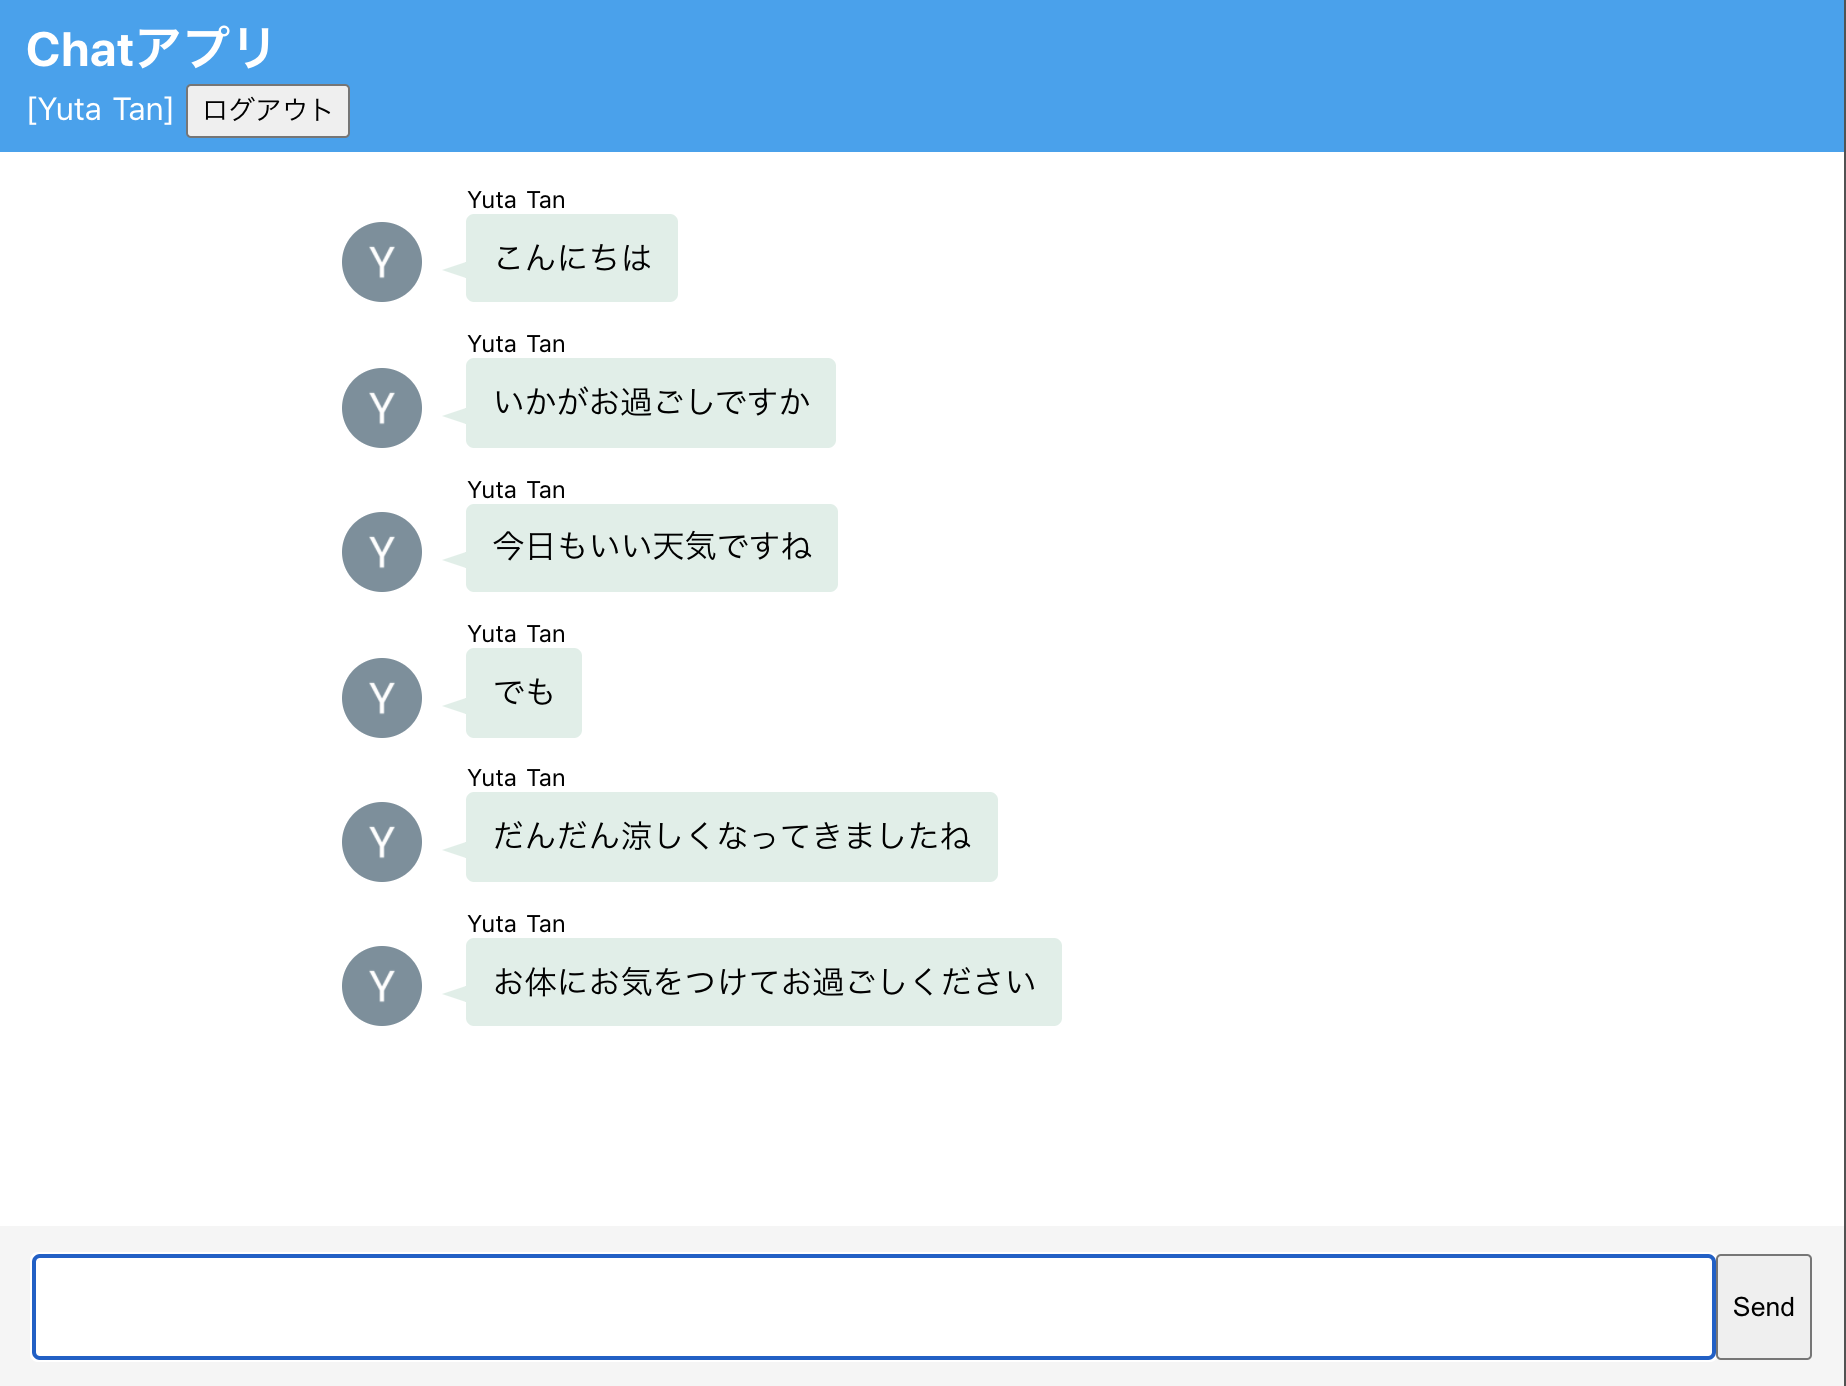 Chatアプリ
[Yuta Tan] ログアウト
Yuta Tan
Y こんにちは
Yuta Tan
Y いかがお過ごしですか
Yuta Tan
Y 今日もいい天気ですね
Yuta Tan
Y でも
Yuta Tan
Y だんだん涼しくなってきましたね
Yuta Tan
Y お体にお気をつけてお過ごしください
Send